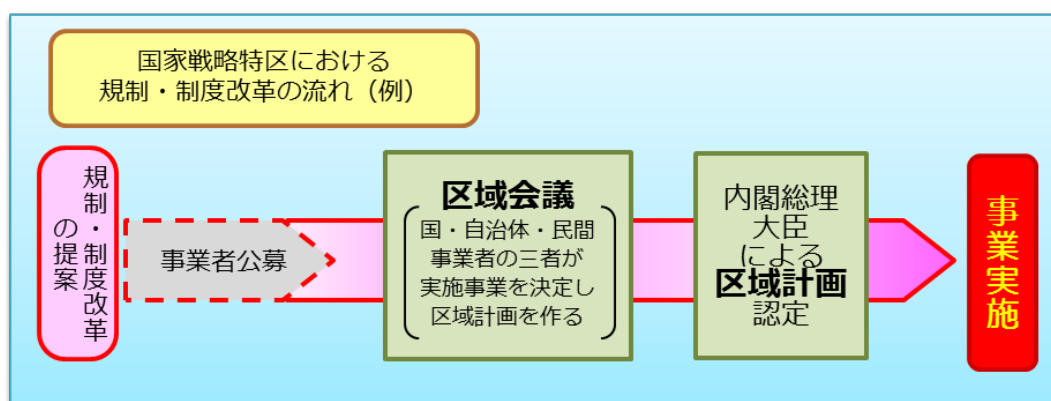 国家戦略特区における
規制・制度改革の流れ（例）
規制・制度改革
の提案
事業者公募
区域会議
国・自治体・民間
事業者の三者が
実施事業を決定し
区域計画を作る
内閣総理
大臣
による
区域計画
認定
事業実施